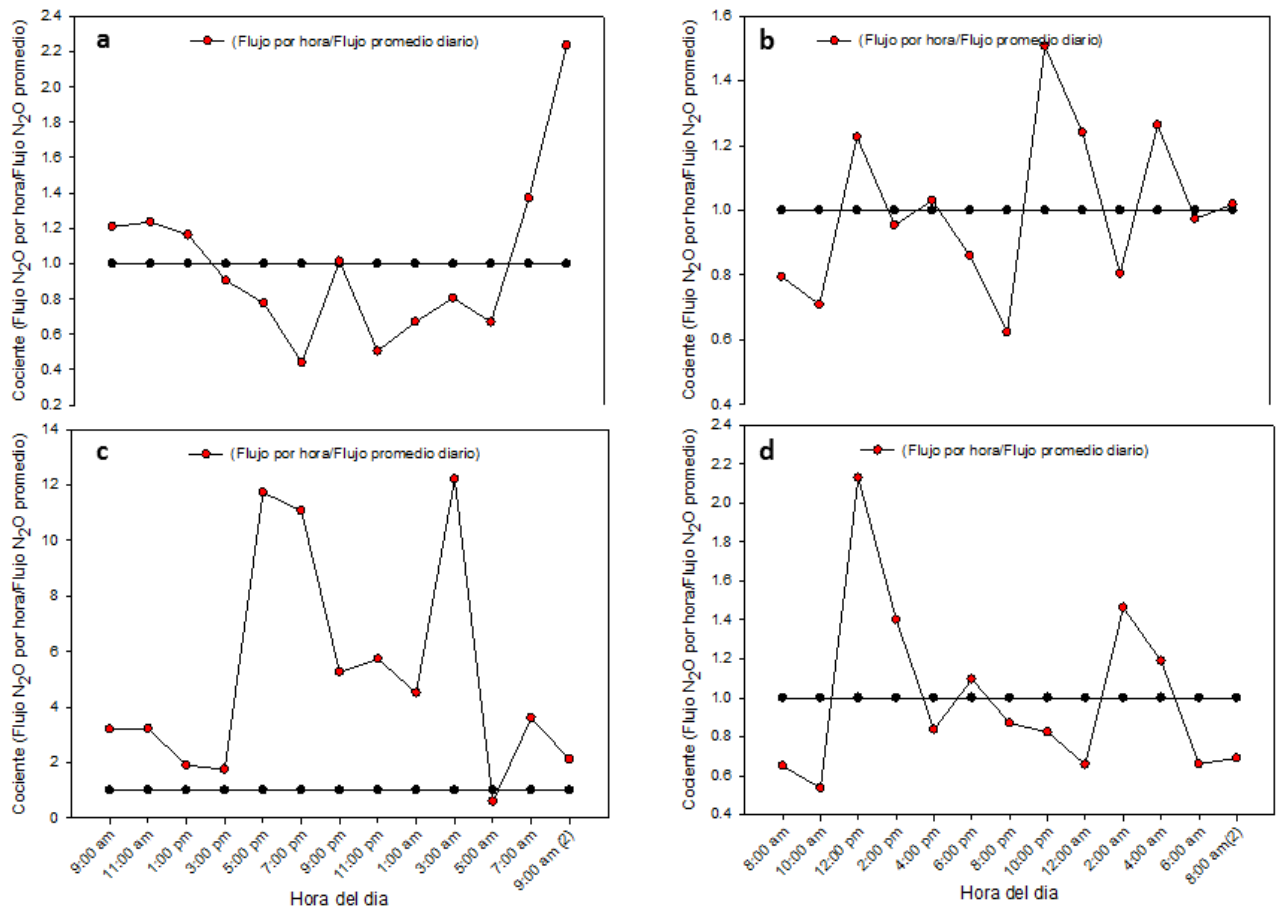 a
(Flujo por hora/Flujo promedio diario)
Cociente (Flujo N2O por hora/Flujo N2O promedio)
2.4
2.2
2.0
1.8
1.6
1.4
1.2
1.0
0.8
0.6
0.4
0.2
b
(Flujo por hora/Flujo promedio diario)
Cociente (Flujo N2O por hora/Flujo N2O promedio)
1.6
1.4
1.2
1.0
0.8
0.6
0.4
c
(Flujo por hora/Flujo promedio diario)
Cociente (Flujo N2O por hora/Flujo N2O promedio)
14
12
10
8
6
4
2
0
9:00 am
11:00 am
1:00 pm
3:00 pm
5:00 pm
7:00 pm
9:00 pm
11:00 pm
1:00 am
3:00 am
5:00 am
7:00 am
9:00 am(2)
Hora del dia
d
(Flujo por hora/Flujo promedio diario)
Cociente (Flujo N2O por hora/Flujo N2O promedio)
2.4
2.2
2.0
1.8
1.6
1.4
1.2
1.0
0.8
0.6
0.4
8:00 am
10:00 am
12:00 pm
2:00 pm
4:00 pm
6:00 pm
8:00 pm
10:00 pm
12:00 am
2:00 am
4:00 am
6:00 am
8:00 am(2)
Hora del dia